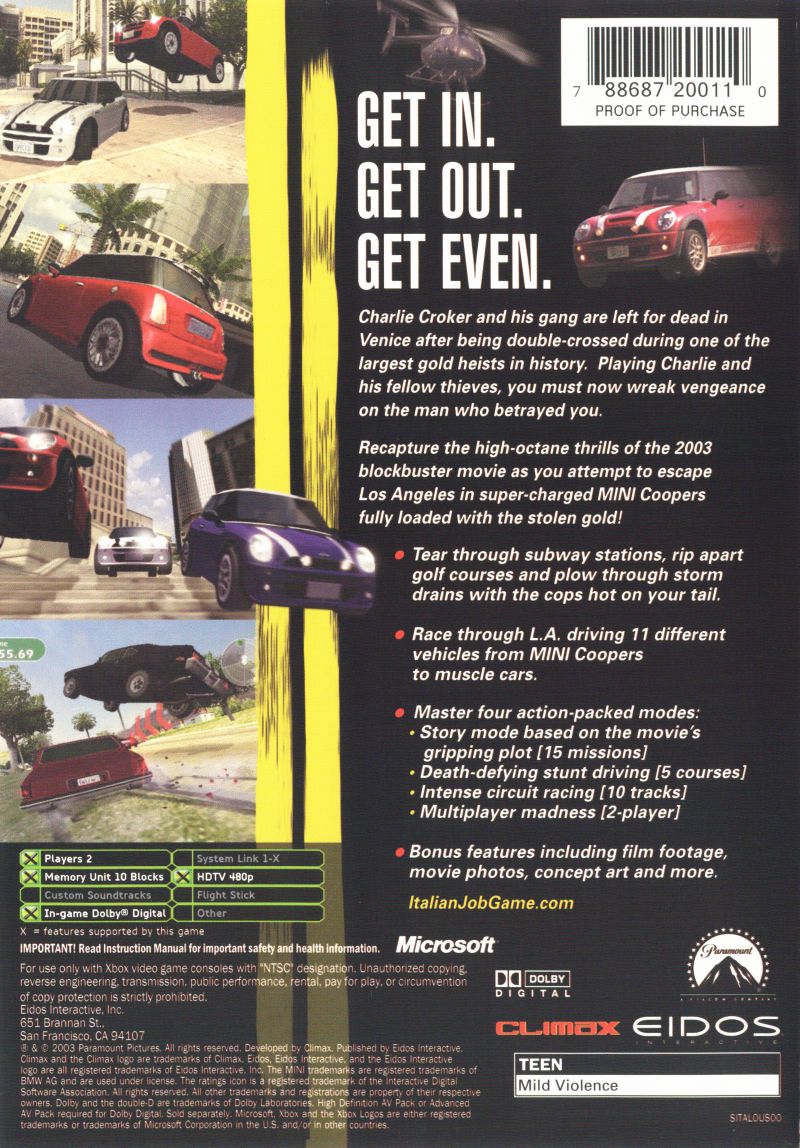 7 88687 20011 0
PROOF OF PURCHASE
GET IN.
GET OUT.
GET EVEN.
Charlie Croker and his gang are left for dead in
Venice after being double-crossed during one of the
largest gold heists in history. Playing Charlie and
his fellow thieves, you must now wreak vengeance
on the man who betrayed you.
Recapture the high-octane thrills of the 2003
blockbuster movie as you attempt to escape
Los Angeles in super-charged MINI Coopers
fully loaded with the stolen gold!
• Tear through subway stations, rip apart
golf courses and plow through storm
drains with the cops hot on your tail.
• Race through L.A. driving 11 different
vehicles from MINI Coopers
to muscle cars.
• Master four action-packed modes:
• Story mode based on the movie's
gripping plot [15 missions]
• Death-defying stunt driving [5 courses]
• Intense circuit racing [10 tracks]
• Multiplayer madness [2-player]
• Bonus features including film footage,
movie photos, concept art and more.
ItalianJobGame.com
55.69
X Players 2
System Link 1-X
X Memory Unit 10 Blocks
X HDTV 480p
Custom Soundtracks
Flight Stick
X In-game Dolby® Digital
Other
X = features supported by this game
IMPORTANT! Read Instruction Manual for important safety and health information.
For use only with Xbox video game consoles with "NTSC" designation. Unauthorized copying,
reverse engineering, transmission, public performance, rental, pay for play, or circumvention
of copy protection is strictly prohibited.
Eidos Interactive, Inc.
651 Brannan St.,
San Francisco, CA 94107
® & © 2003 Paramount Pictures. All rights reserved. Developed by Climax. Published by Eidos Interactive.
Climax and the Climax logo are trademarks of Climax. Eidos, Eidos Interactive, and the Eidos Interactive
logo are all registered trademarks of Eidos Interactive, Inc. The MINI trademarks are registered trademarks of
BMW AG and are used under license. The ratings icon is a registered trademark of the Interactive Digital
Software Association. All rights reserved. All other trademarks and registrations are property of their respective
owners. Dolby and the double-D are trademarks of Dolby Laboratories. High Definition AV Pack or Advanced
AV Pack required for Dolby Digital. Sold separately. Microsoft, Xbox and the Xbox Logos are either registered
trademarks or trademarks of Microsoft Corporation in the U.S. and/or in other countries.
Microsoft
DOLBY
DIGITAL
Paramount
A VIACOM COMPANY
CLIMAX
EIDOS
INTERACTIVE
TEEN
Mild Violence
SITALOUS00